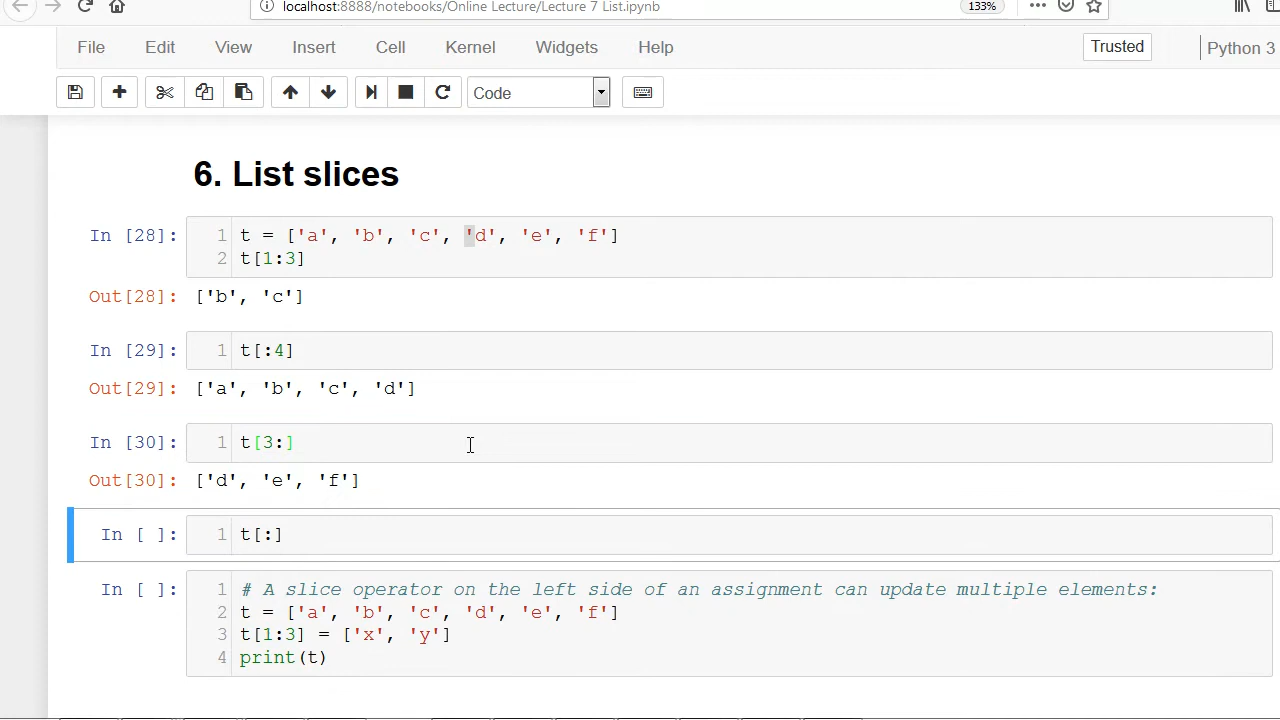 localhost:8888/notebooks/Online Lecture/Lecture 7 List.ipynb 133%
File Edit View Insert Cell Kernel Widgets Help Trusted Python 3
Code
6. List slices
In [28]: 1 t = ['a', 'b', 'c', 'd', 'e', 'f']
2 t[1:3]
Out[28]: ['b', 'c']
In [29]: 1 t[:4]
Out[29]: ['a', 'b', 'c', 'd']
In [30]: 1 t[3:]
Out[30]: ['d', 'e', 'f']
In [ ]: 1 t[:]
In [ ]: 1 # A slice operator on the left side of an assignment can update multiple elements:
2 t = ['a', 'b', 'c', 'd', 'e', 'f']
3 t[1:3] = ['x', 'y']
4 print(t)